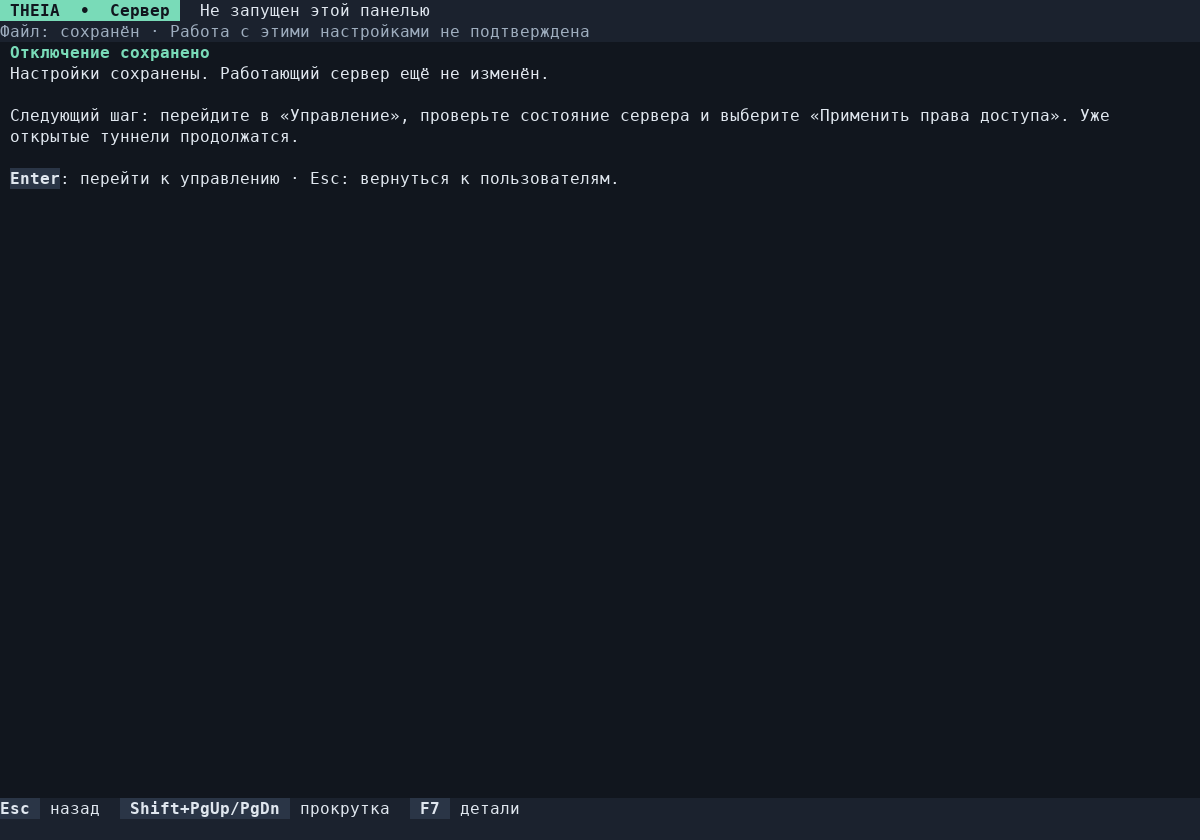 THEIA • Сервер Не запущен этой панелью
Файл: сохранён · Работа с этими настройками не подтверждена
Отключение сохранено
Настройки сохранены. Работающий сервер ещё не изменён.
Следующий шаг: перейдите в «Управление», проверьте состояние сервера и выберите «Применить права доступа». Уже
открытые туннели продолжатся.
Enter: перейти к управлению · Esc: вернуться к пользователям.
Esc назад Shift+PgUp/PgDn прокрутка F7 детали